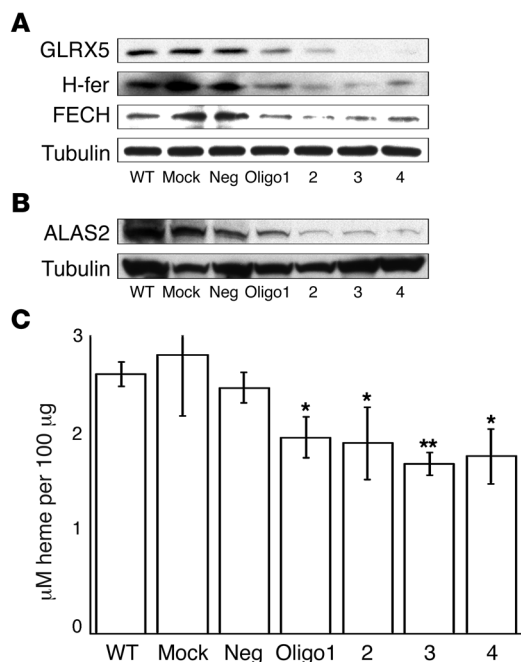 A
GLRX5
H-fer
FECH
Tubulin
WT Mock Neg Oligo1 2 3 4
B
ALAS2
Tubulin
WT Mock Neg Oligo1 2 3 4
C
μM heme per 100 μg
3
2
1
0
* * ** *
WT Mock Neg Oligo1 2 3 4